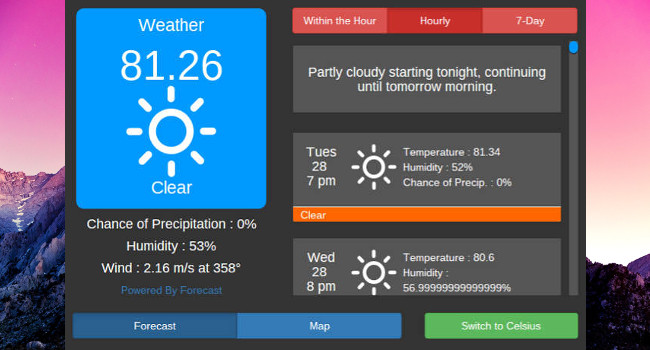 Weather
81.26
Clear
Chance of Precipitation : 0%
Humidity : 53%
Wind : 2.16 m/s at 358°
Powered By Forecast
Within the Hour
Hourly
7-Day
Partly cloudy starting tonight, continuing
until tomorrow morning.
Tues
28
7 pm
Temperature : 81.34
Humidity : 52%
Chance of Precip. : 0%
Clear
Wed
28
8 pm
Temperature : 80.6
Humidity :
56.99999999999999%
Forecast
Map
Switch to Celsius